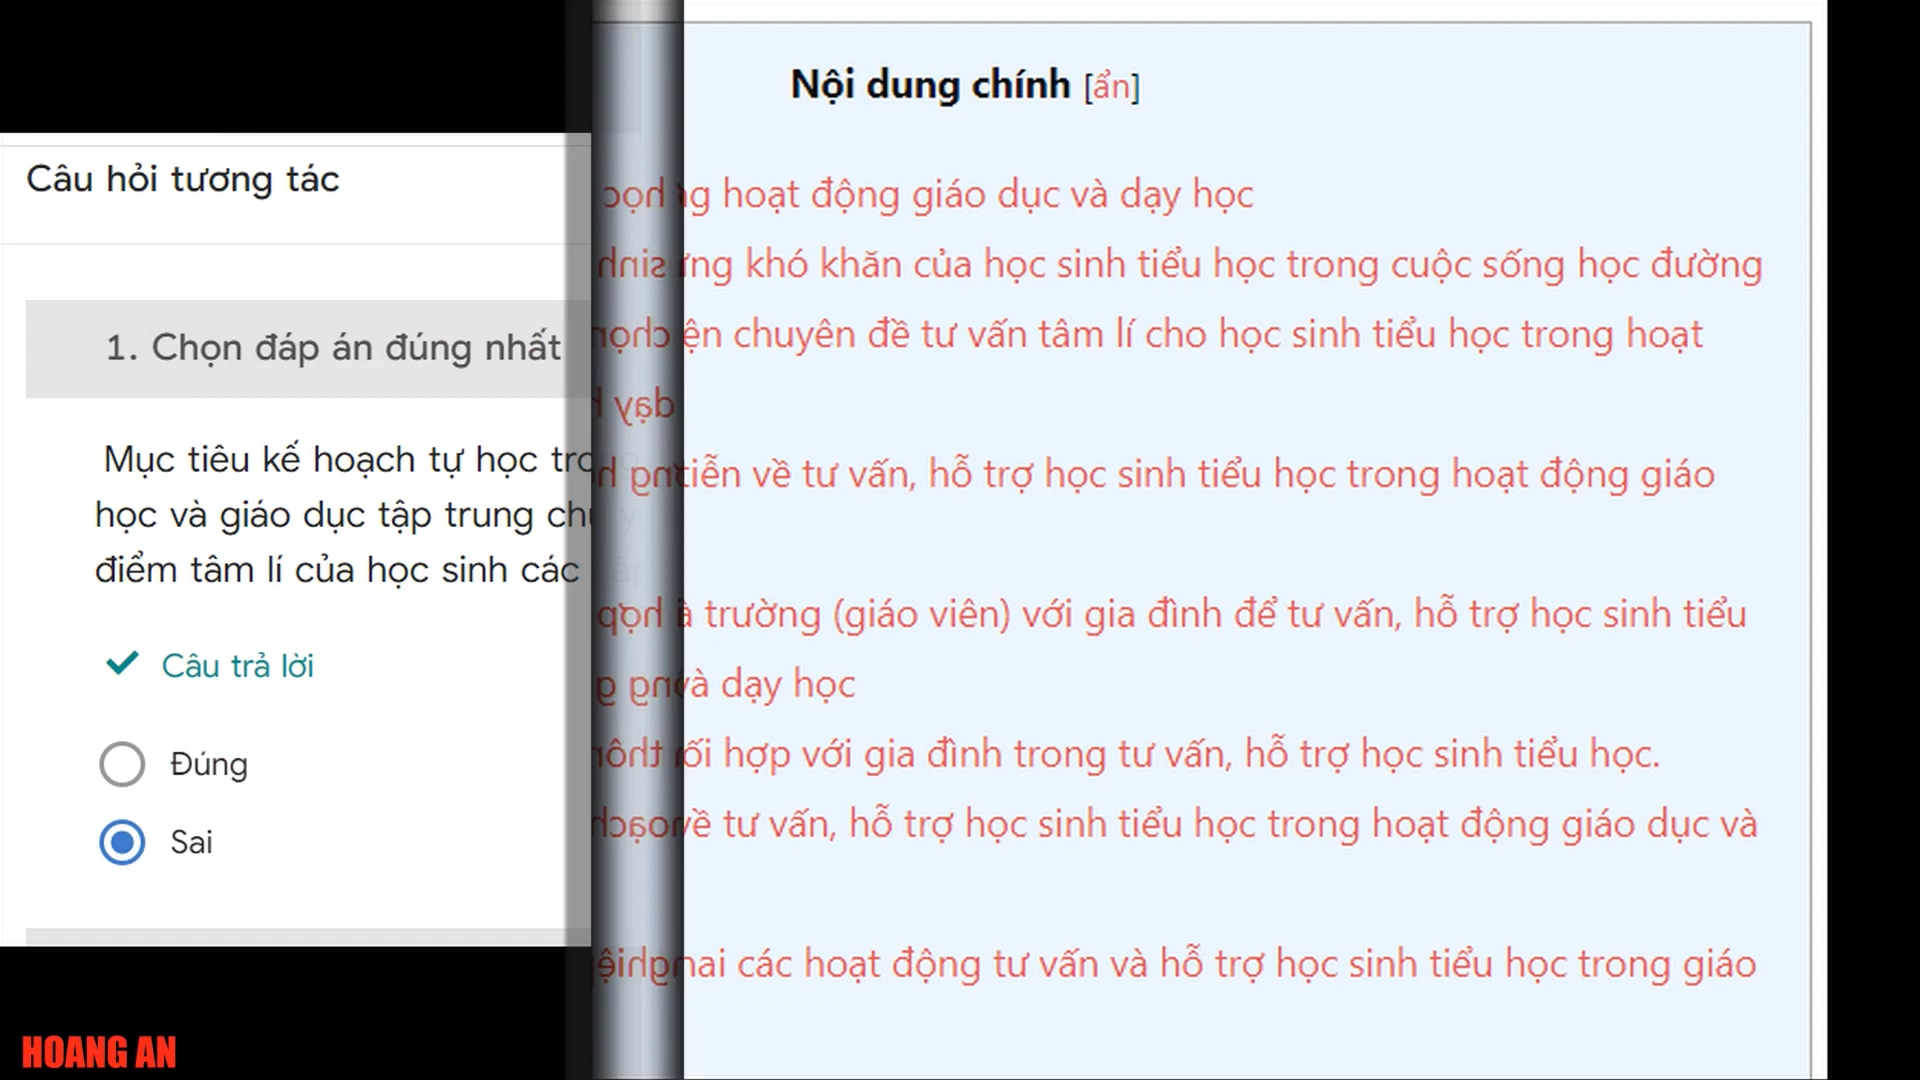 Nội dung chính [ẩn]
Câu hỏi tương tác
hoạt động giáo dục và dạy học
khó khăn của học sinh tiểu học trong cuộc sống học đường
1. Chọn đáp án đúng nhất
chuyên đề tư vấn tâm lí cho học sinh tiểu học trong hoạt
Mục tiêu kế hoạch tự học
về tư vấn, hỗ trợ học sinh tiểu học trong hoạt động giáo
học và giáo dục tập trung
điểm tâm lí của học sinh các
trường (giáo viên) với gia đình để tư vấn, hỗ trợ học sinh tiểu
Câu trả lời
dạy học
Đúng
hợp với gia đình trong tư vấn, hỗ trợ học sinh tiểu học.
Sai
tư vấn, hỗ trợ học sinh tiểu học trong hoạt động giáo dục và
các hoạt động tư vấn và hỗ trợ học sinh tiểu học trong giáo
HOANG AN